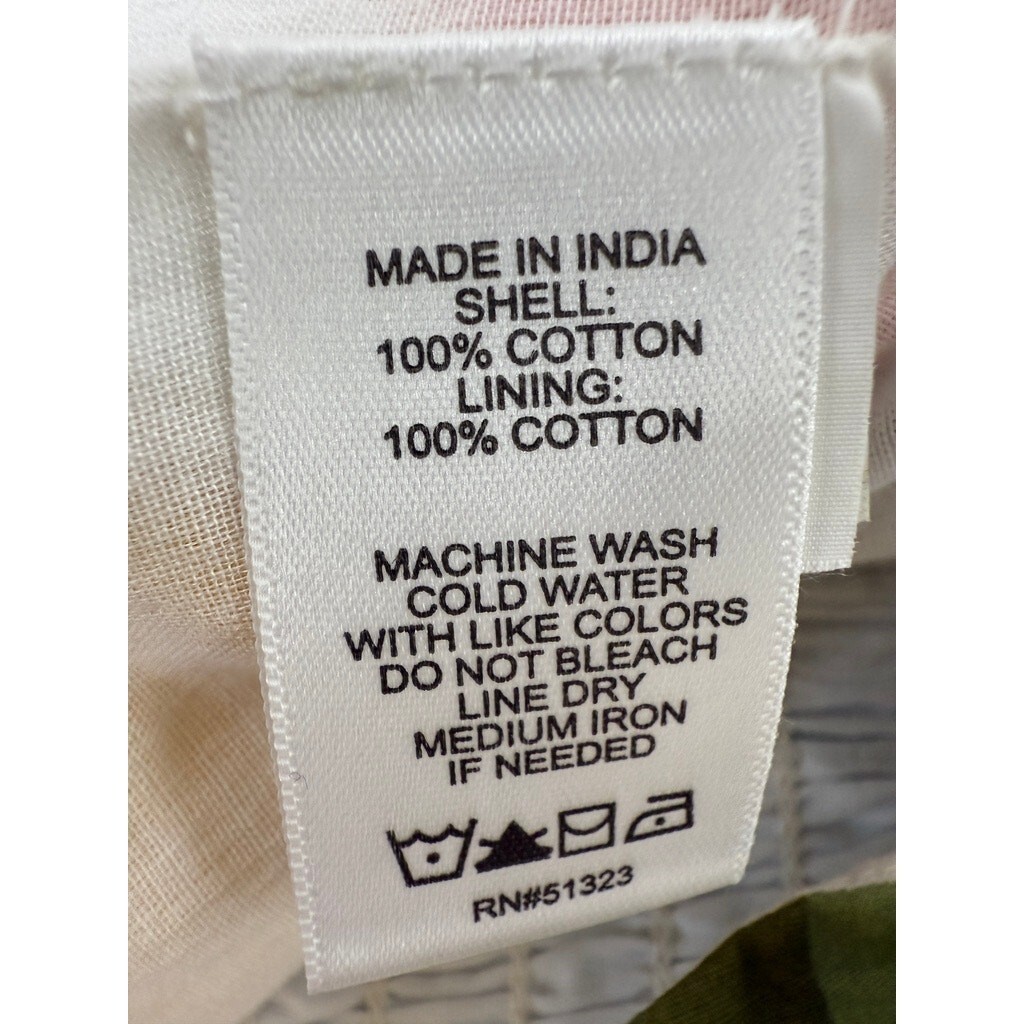 MADE IN INDIA
SHELL:
100% COTTON
LINING:
100% COTTON
MACHINE WASH
COLD WATER
WITH LIKE COLORS
DO NOT BLEACH
LINE DRY
MEDIUM IRON
IF NEEDED
RN#51323